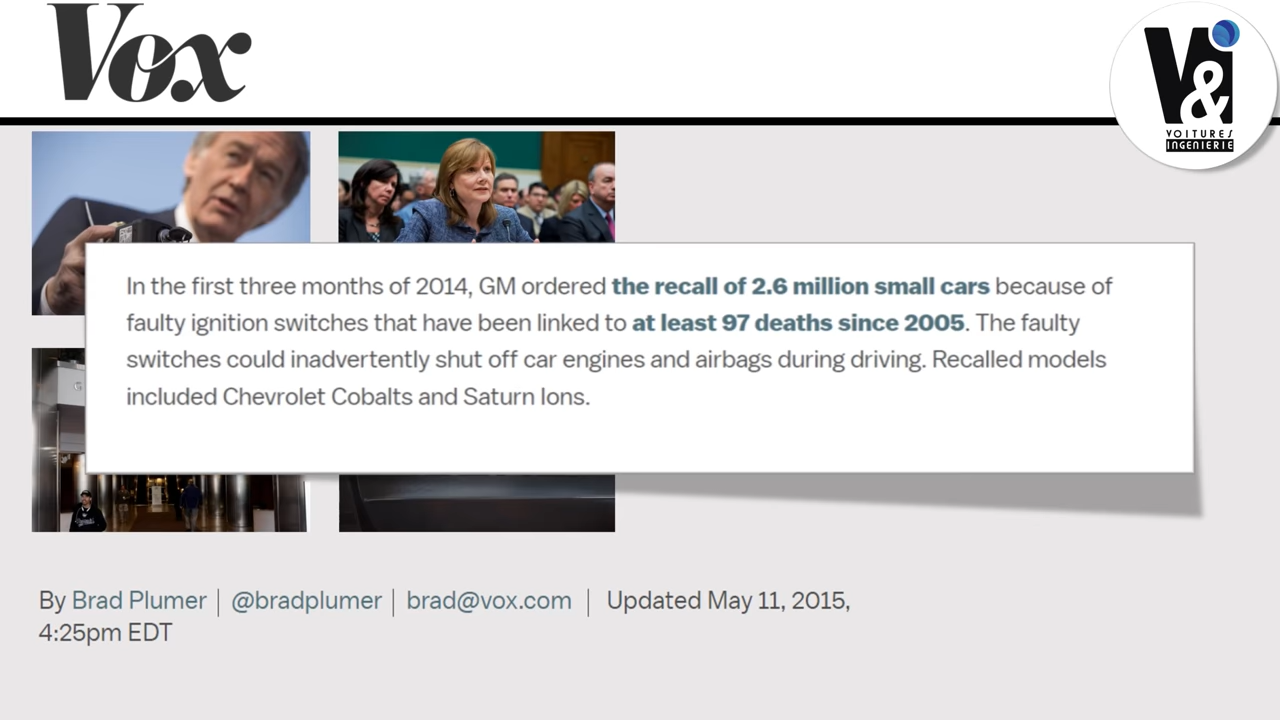 Vox
V&i
VOITURES
INGENIERIE
In the first three months of 2014, GM ordered the recall of 2.6 million small cars because of
faulty ignition switches that have been linked to at least 97 deaths since 2005. The faulty
switches could inadvertently shut off car engines and airbags during driving. Recalled models
included Chevrolet Cobalts and Saturn Ions.
By Brad Plumer | @bradplumer | brad@vox.com | Updated May 11, 2015,
4:25pm EDT